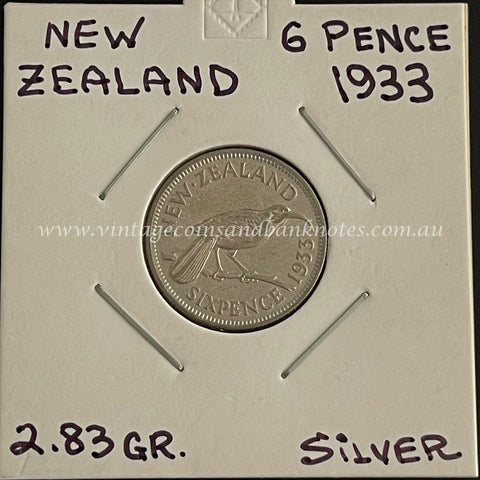 NEW
ZEALAND
6 PENCE
1933
NEW·ZEALAND
www.vintagecoinsandbanknotes.com.au
1933
SIXPENCE
2.83 GR.
SILVER